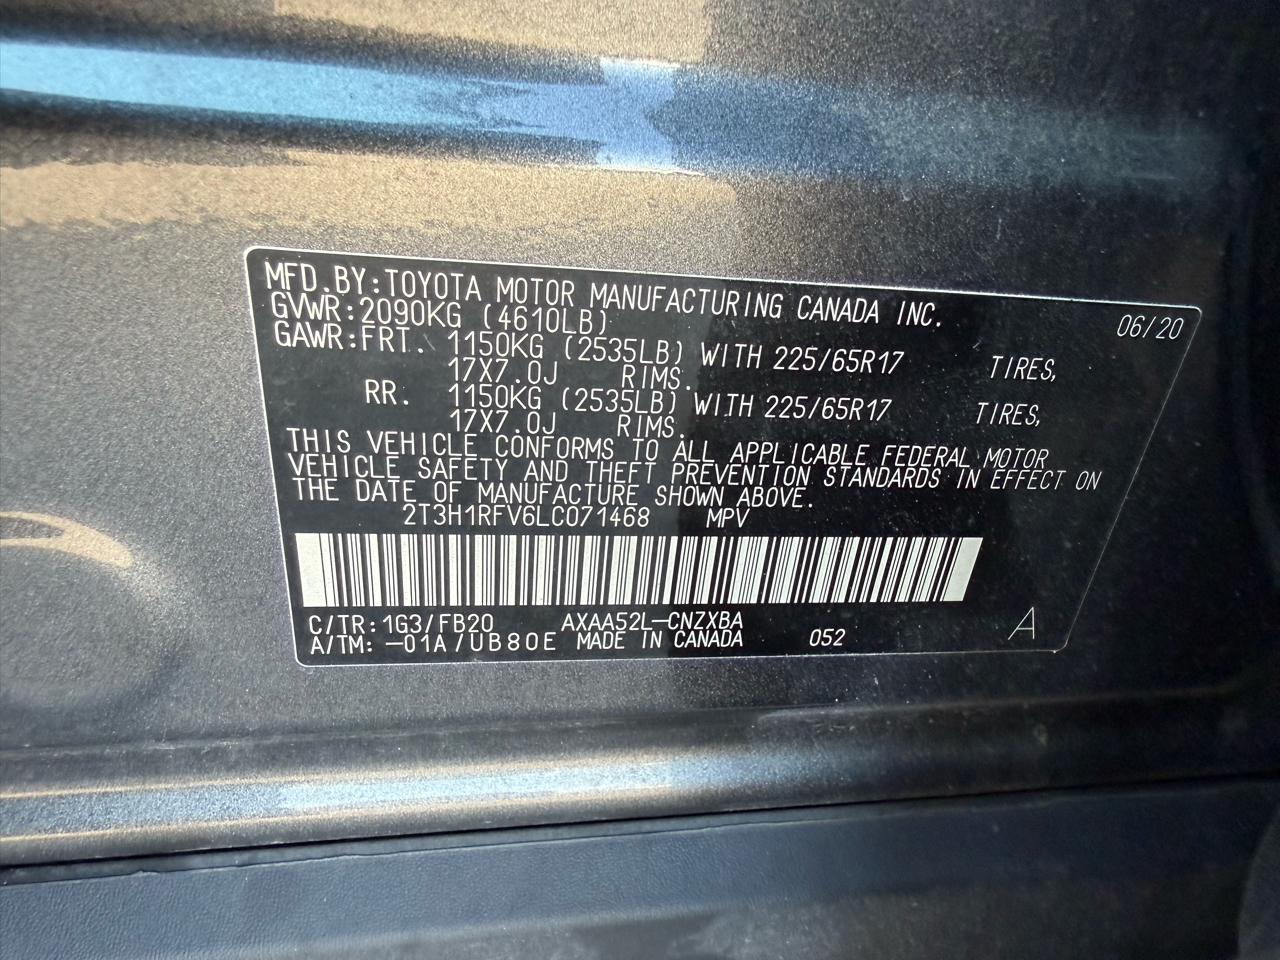 MFD.BY:TOYOTA MOTOR MANUFACTURING CANADA INC.
06/20
GVWR:2090KG (4610LB)
GAWR:FRT. 1150KG (2535LB) WITH 225/65R17 TIRES,
17X7.0J RIMS.
RR. 1150KG (2535LB) WITH 225/65R17 TIRES,
17X7.0J RIMS.
THIS VEHICLE CONFORMS TO ALL APPLICABLE FEDERAL MOTOR
VEHICLE SAFETY AND THEFT PREVENTION STANDARDS IN EFFECT ON
THE DATE OF MANUFACTURE SHOWN ABOVE.
2T3H1RFV6LC071468 MPV
C/TR:1G3/FB20 AXAA52L-CNZXBA
A/TM:-01A/UB80E MADE IN CANADA 052 A